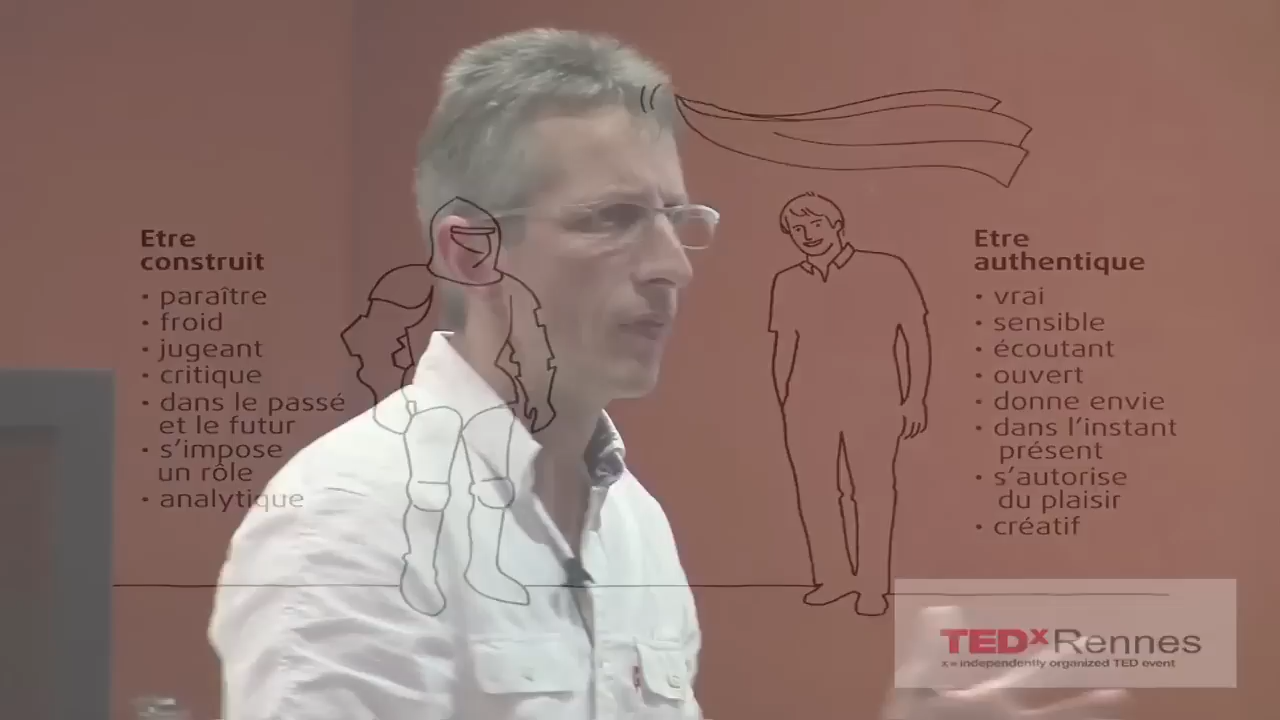 Etre
construit
• paraître
• froid
• jugeant
• critique
• dans le passé
et le futur
• s'impose
un rôle
• analytique
Etre
authentique
• vrai
• sensible
• écoutant
• ouvert
• donne envie
• dans l'instant
présent
• s'autorise
du plaisir
• créatif
TEDxRennes
x = independently organized TED event